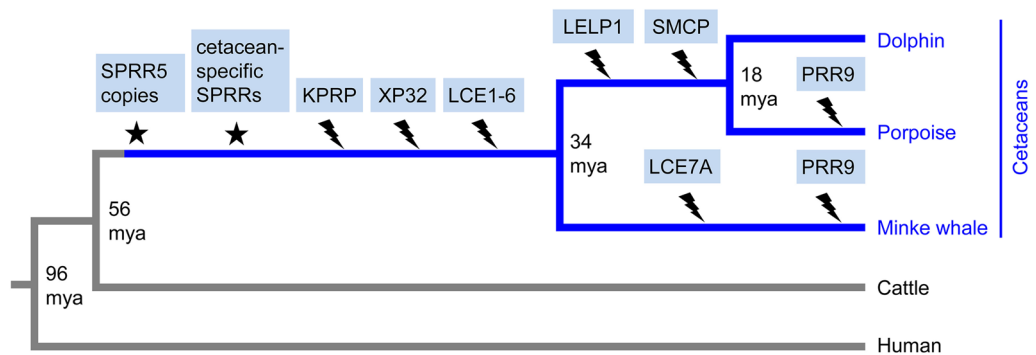 LELP1
SMCP
Dolphin
cetacean-
specific
SPRRs
SPRR5
copies
KPRP
XP32
LCE1-6
18
mya
PRR9
Porpoise
Cetaceans
34
mya
LCE7A
PRR9
Minke whale
56
mya
96
mya
Cattle
Human